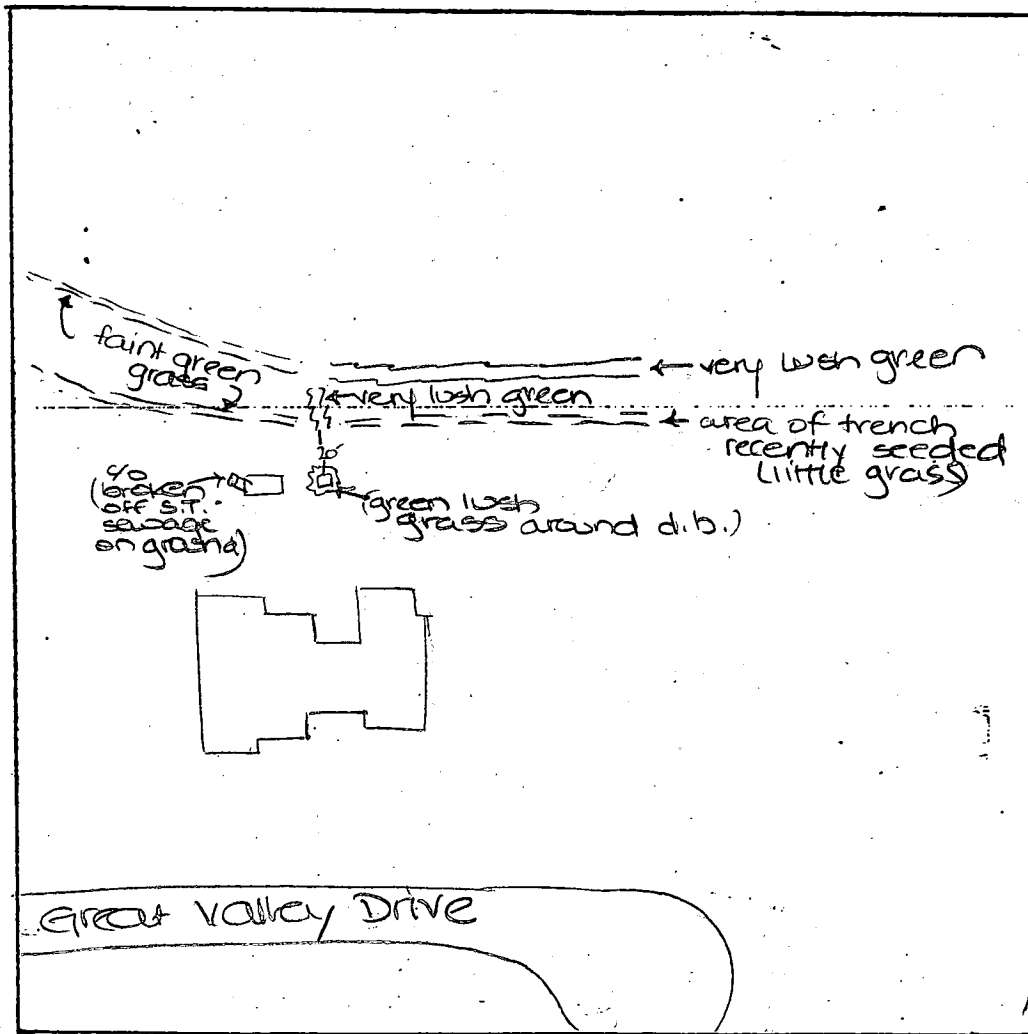 faint green
grass
very lush green
very lush green
area of trench
recently seeded
(little grass)
20'
c/o
(broken
off S.T.
sewage
on ground)
(green lush
grass around d.b.)
Great Valley Drive